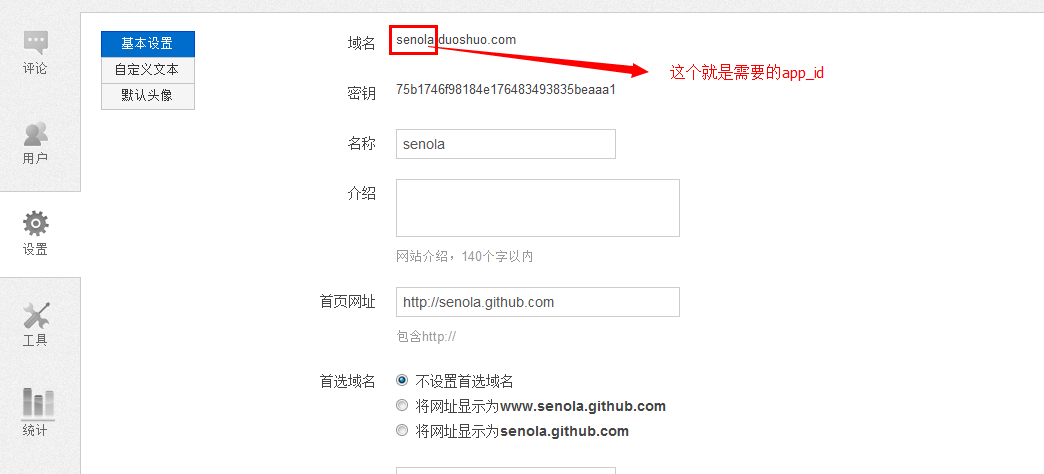 评论
用户
设置
工具
统计
基本设置
自定义文本
默认头像
域名 senola.duoshuo.com
这个就是需要的app_id
密钥 75b1746f98184e176483493835beaaa1
名称 senola
介绍
网站介绍，140个字以内
首页网址 http://senola.github.com
包含http://
首选域名 不设置首选域名
将网址显示为www.senola.github.com
将网址显示为senola.github.com